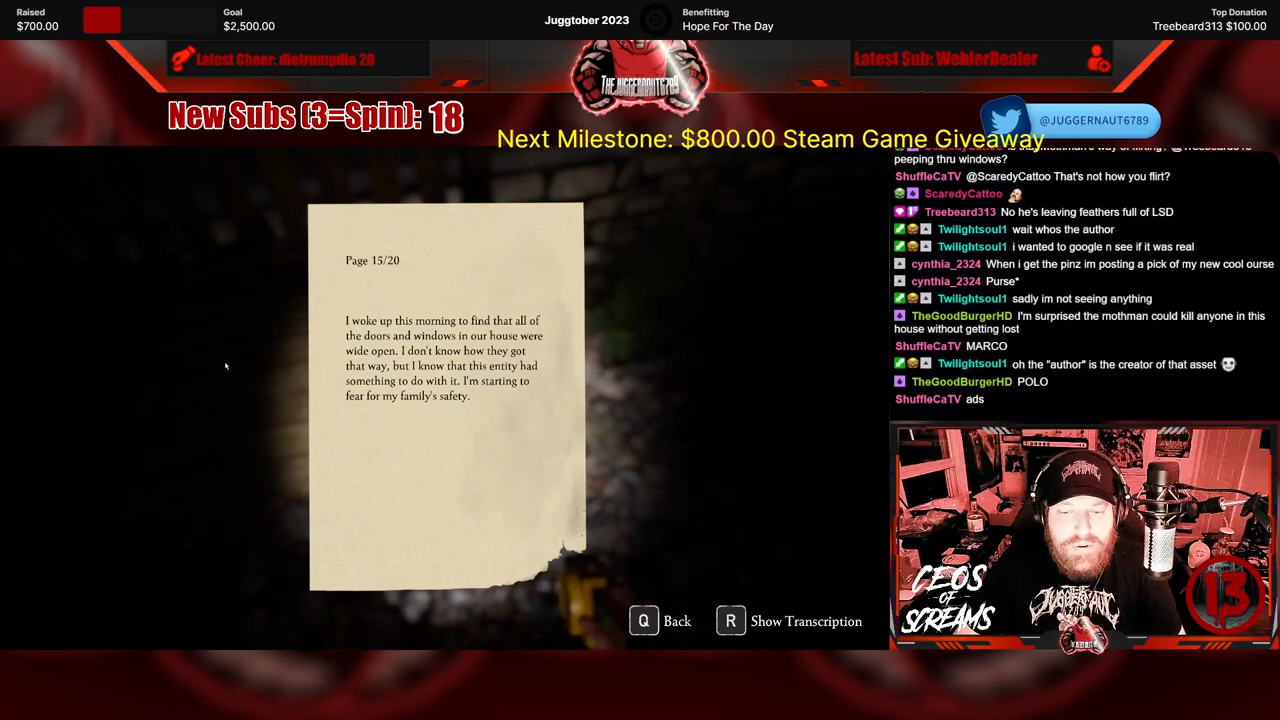 Raised
$700.00
Goal
$2,500.00
Juggtober 2023
Benefitting
Hope For The Day
Top Donation
Treebeard313 $100.00
Latest Cheer: dietrumpdie 20
THEJUGGERNAUT6789
Latest Sub: WehlerDealer
New Subs (3=Spin): 18
@JUGGERNAUT6789
Next Milestone: $800.00 Steam Game Giveaway
peeping thru windows?
ShuffleCaTV @ScaredyCattoo That's not how you flirt?
ScaredyCattoo
Treebeard313 No he's leaving feathers full of LSD
Twilightsoul1 wait whos the author
Twilightsoul1 i wanted to google n see if it was real
cynthia_2324 When i get the pinz im posting a pick of my new cool ourse
cynthia_2324 Purse*
Twilightsoul1 sadly im not seeing anything
TheGoodBurgerHD I'm surprised the mothman could kill anyone in this
house without getting lost
ShuffleCaTV MARCO
Twilightsoul1 oh the "author" is the creator of that asset
TheGoodBurgerHD POLO
ShuffleCaTV ads
Page 15/20
I woke up this morning to find that all of
the doors and windows in our house were
wide open. I don't know how they got
that way, but I know that this entity had
something to do with it. I'm starting to
fear for my family's safety.
Q Back
R Show Transcription
CEOS
OF
SCREAMS
13